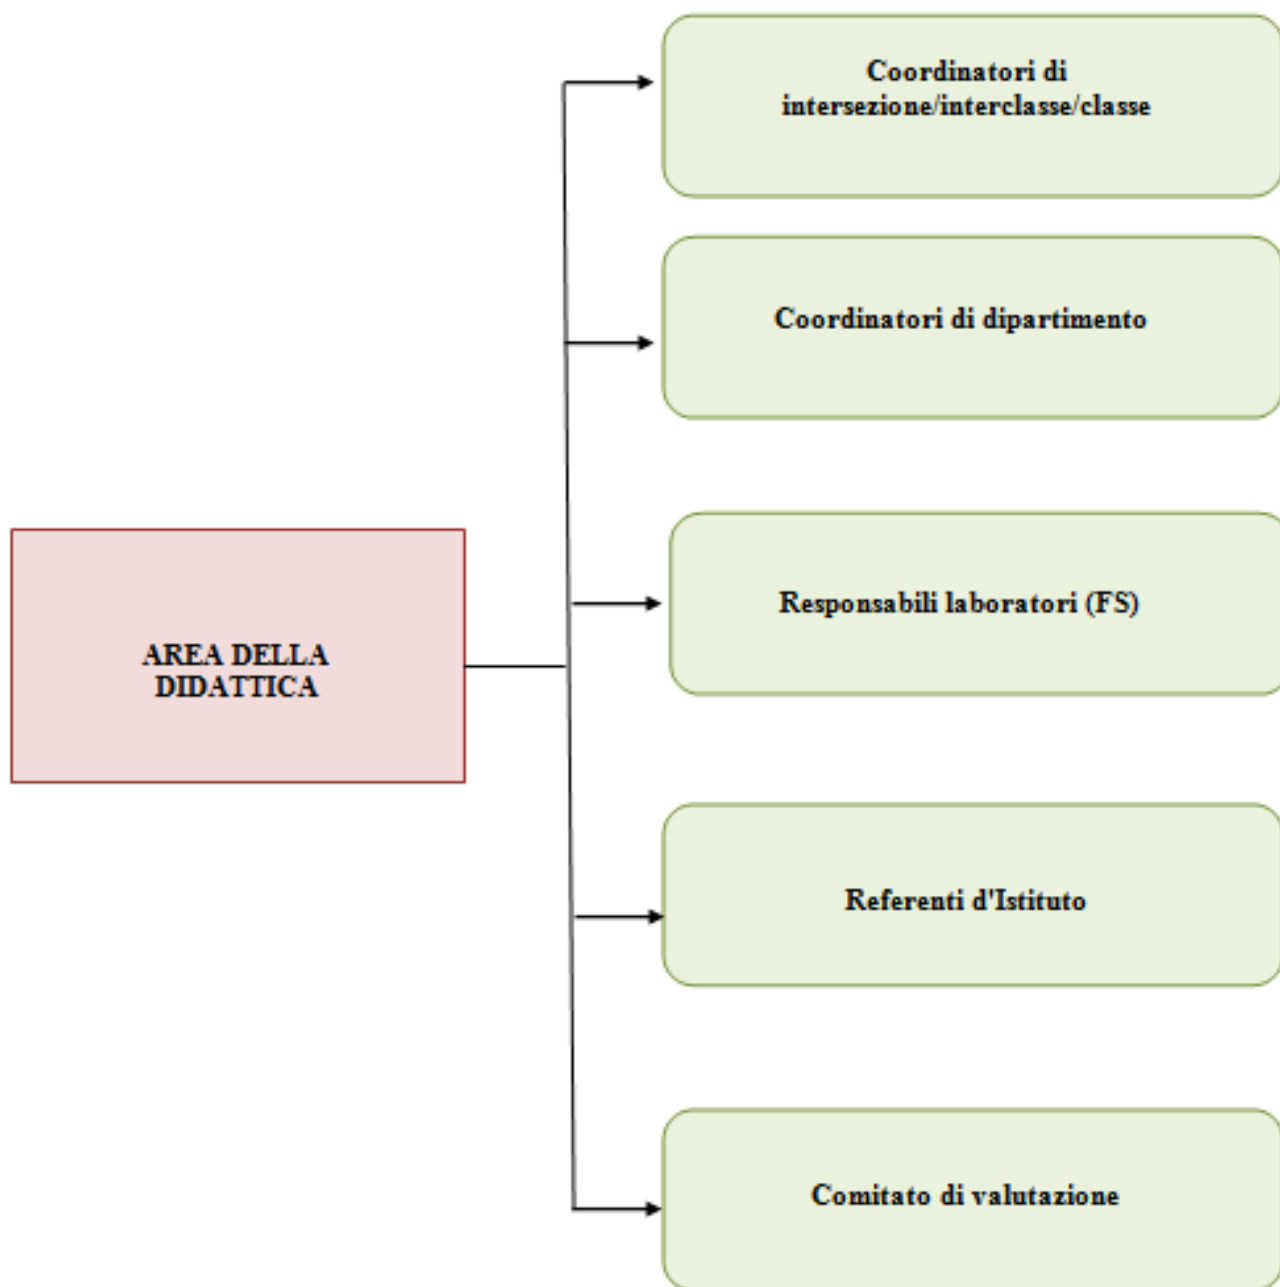 Coordinatori di
intersezione/interclasse/classe
Coordinatori di dipartimento
Responsabili laboratori (FS)
AREA DELLA
DIDATTICA
Referenti d'Istituto
Comitato di valutazione